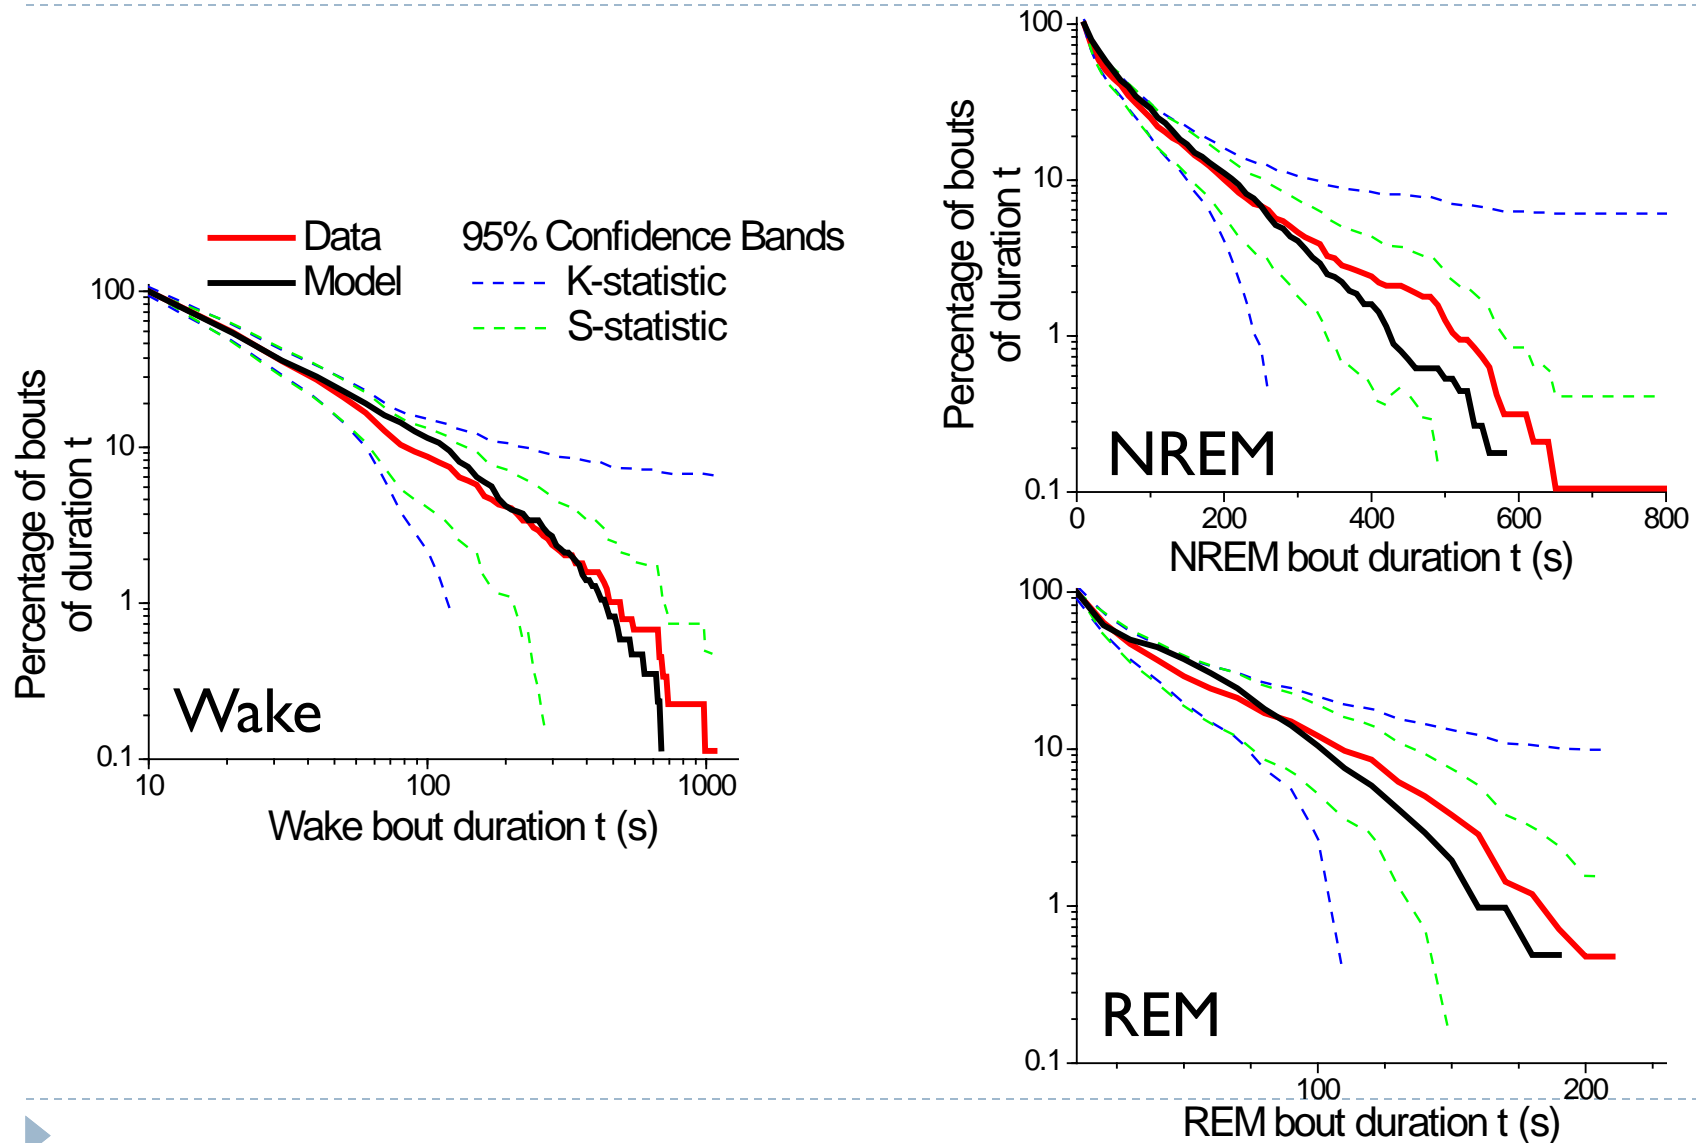 Data
Model
95% Confidence Bands
K-statistic
S-statistic
100
10
1
0.1
Percentage of bouts
of duration t
Wake
10
100
1000
Wake bout duration t (s)
100
10
1
0.1
Percentage of bouts
of duration t
NREM
0
200
400
600
800
NREM bout duration t (s)
100
10
1
0.1
REM
100
200
REM bout duration t (s)